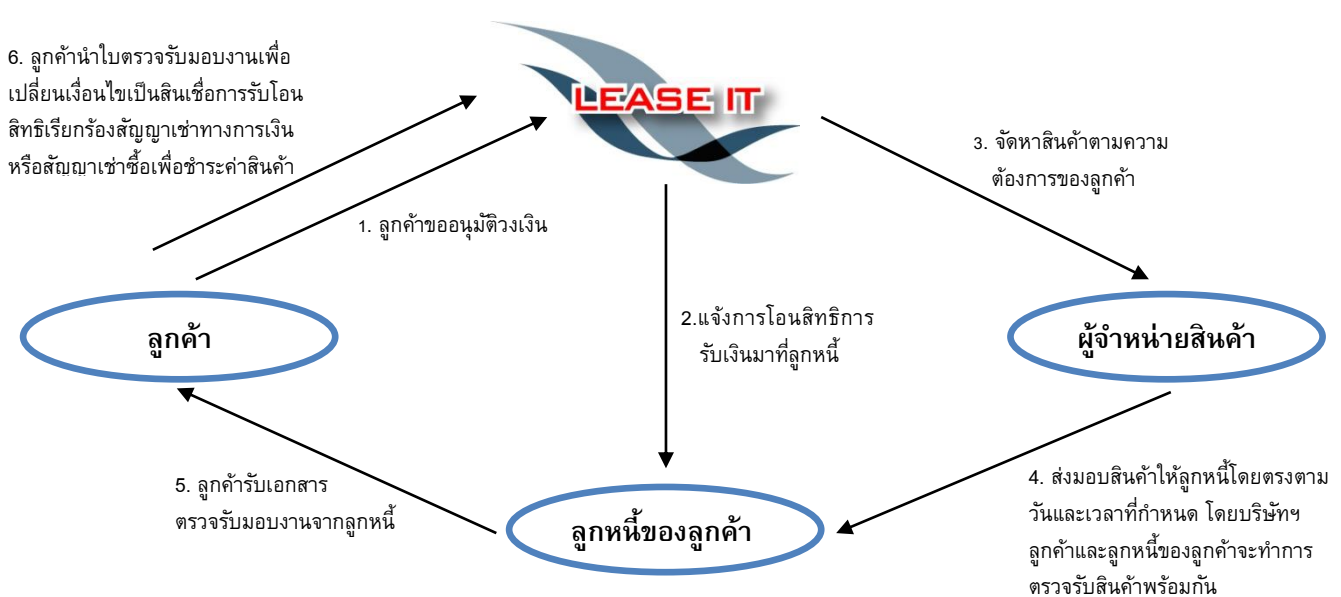 6. ลูกค้านำใบตรวจรับมอบงานเพื่อ
เปลี่ยนเงื่อนไขเป็นสินเชื่อการรับโอน
สิทธิเรียกร้องสัญญาเช่าทางการเงิน
หรือสัญญาเช่าซื้อเพื่อชำระค่าสินค้า
LEASE IT
3. จัดหาสินค้าตามความ
ต้องการของลูกค้า
1. ลูกค้าขออนุมัติวงเงิน
2.แจ้งการโอนสิทธิการ
รับเงินมาที่ลูกหนี้
ลูกค้า
ผู้จำหน่ายสินค้า
5. ลูกค้ารับเอกสาร
ตรวจรับมอบงานจากลูกหนี้
ลูกหนี้ของลูกค้า
4. ส่งมอบสินค้าให้ลูกหนี้โดยตรงตาม
วันและเวลาที่กำหนด โดยบริษัทฯ
ลูกค้าและลูกหนี้ของลูกค้าจะทำการ
ตรวจรับสินค้าพร้อมกัน